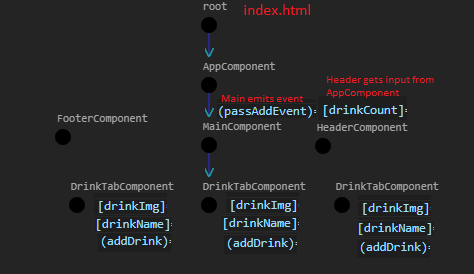 root
index.html
AppComponent
Header gets input from
AppComponent
Main emits event
(passAddEvent)=
[drinkCount]=
FooterComponent
MainComponent
HeaderComponent
DrinkTabComponent
DrinkTabComponent
DrinkTabComponent
[drinkImg]
[drinkImg]=
[drinkImg]=
[drinkName]=
[drinkName]=
[drinkName]=
(addDrink)=
(addDrink)=
(addDrink)=